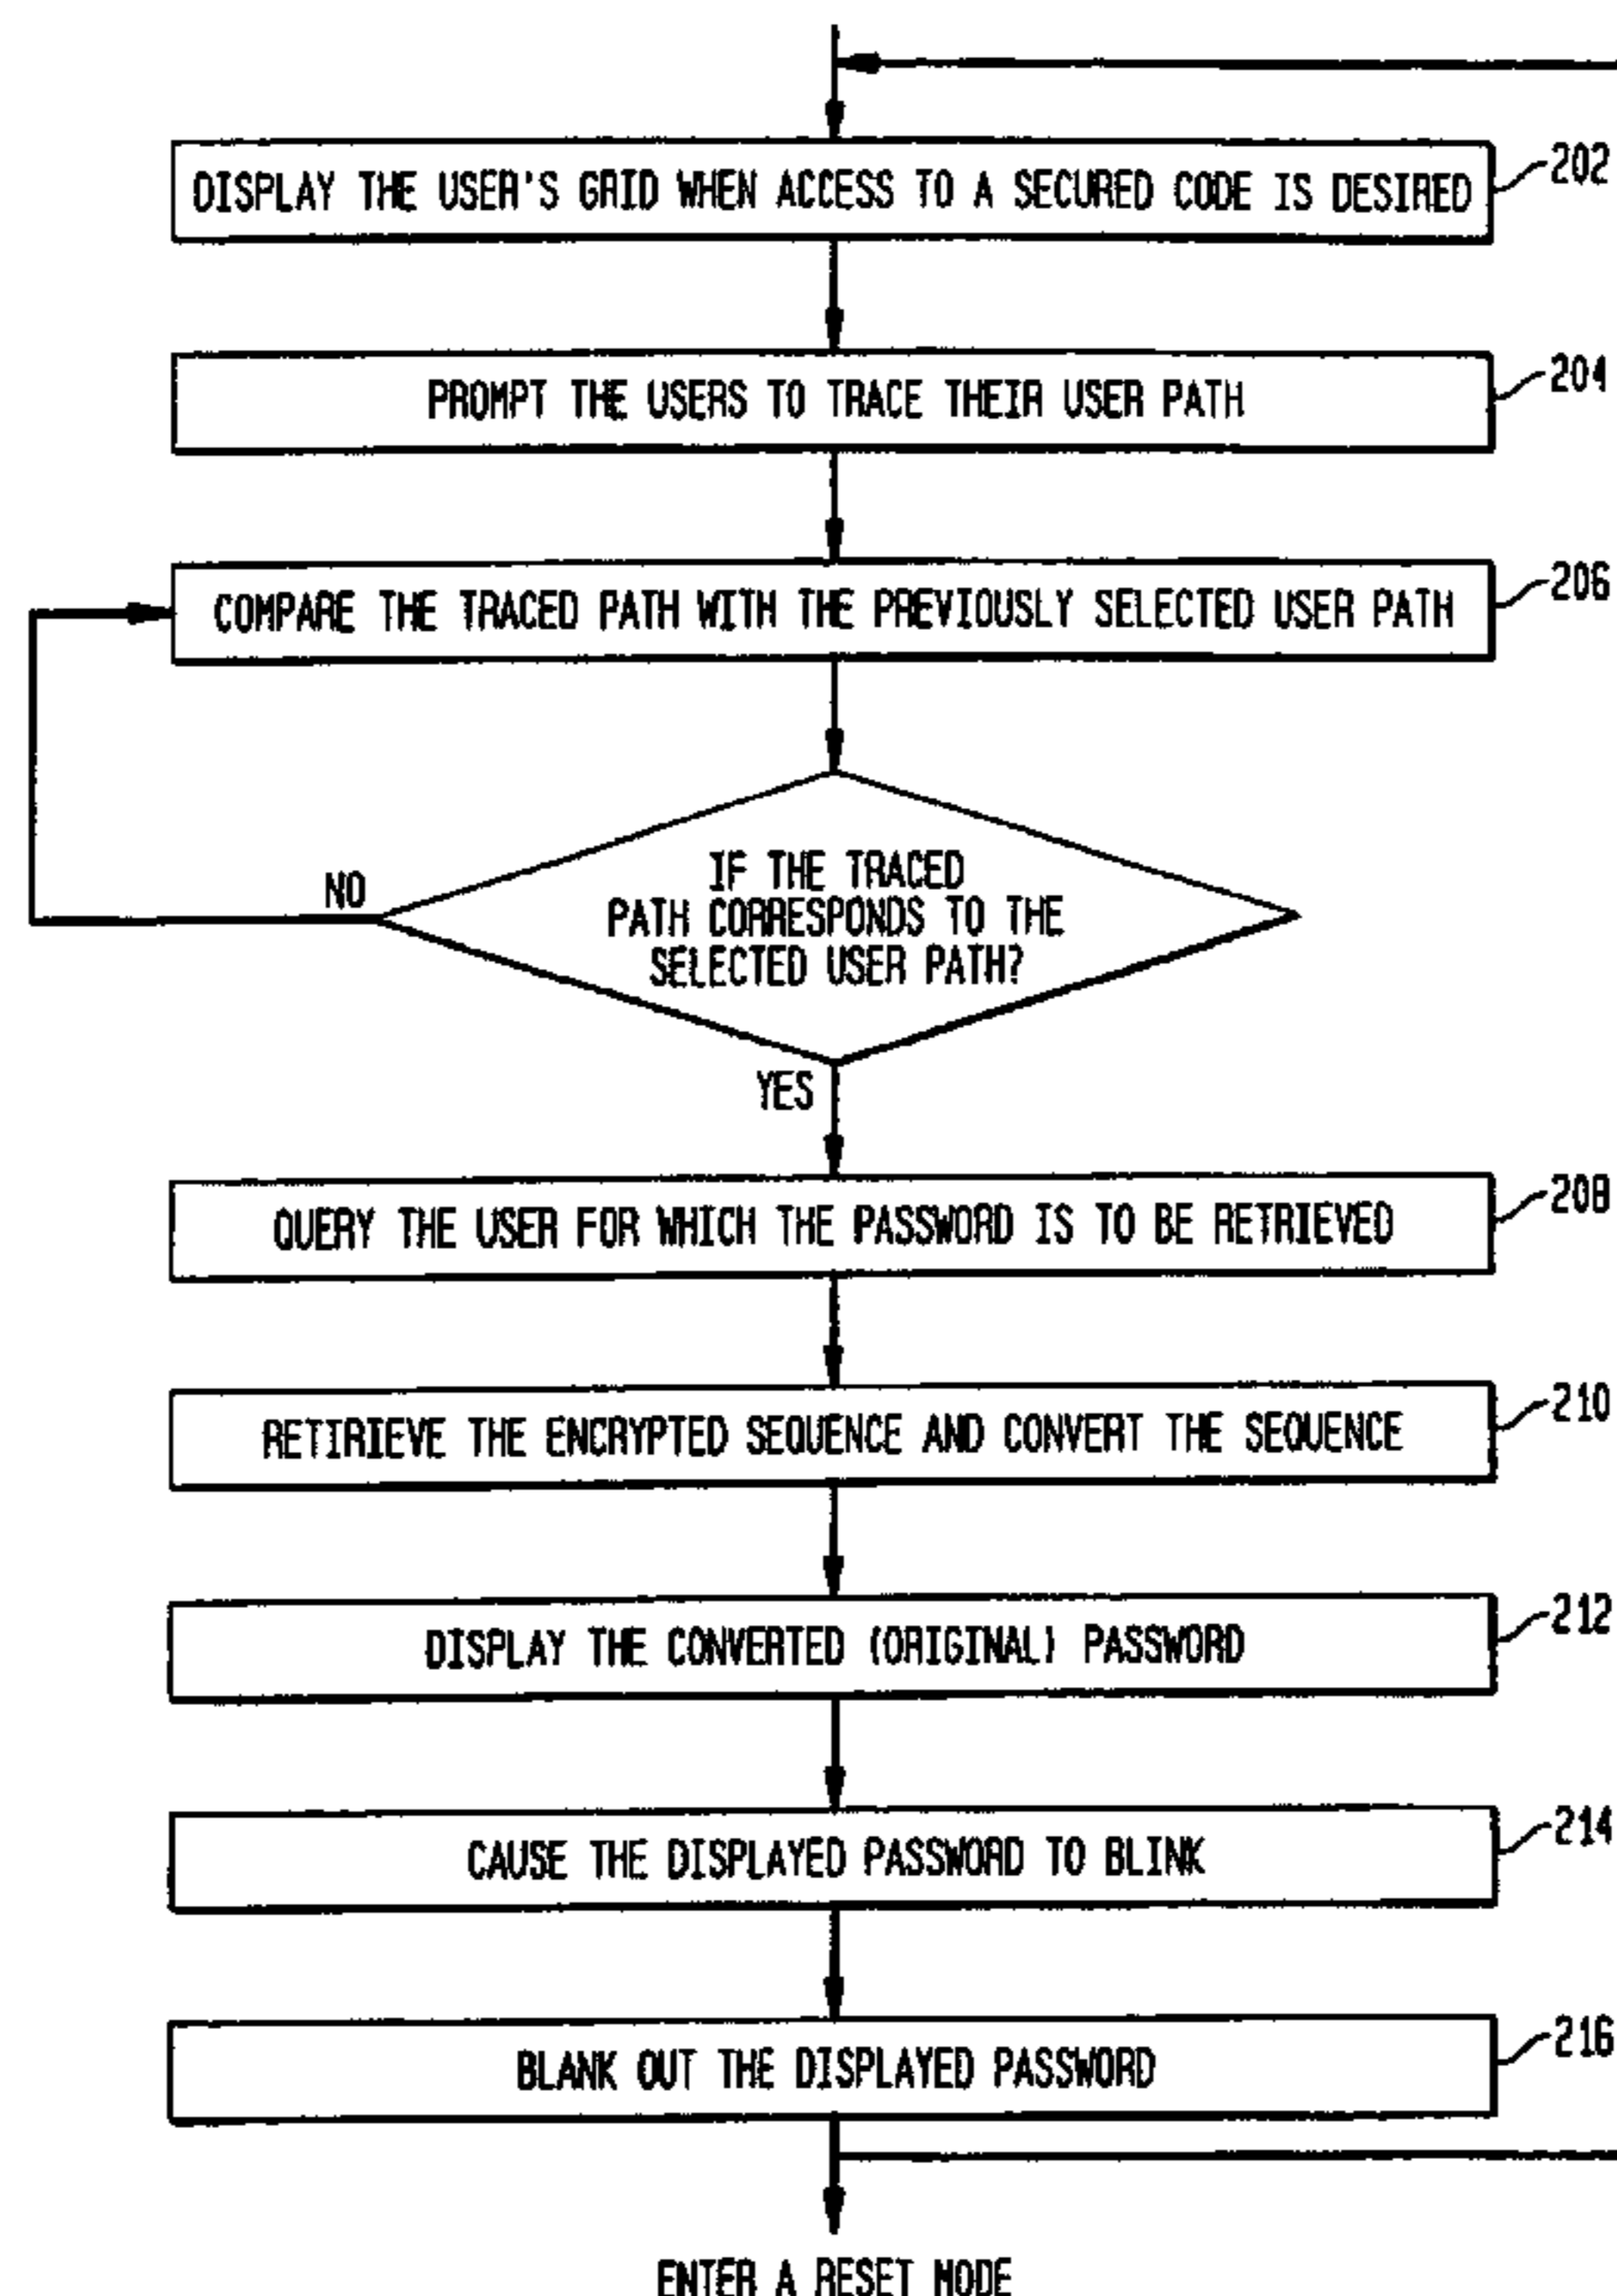 DISPLAY THE USER'S GRID WHEN ACCESS TO A SECURED CODE IS DESIRED
202
PROMPT THE USERS TO TRACE THEIR USER PATH
204
COMPARE THE TRACED PATH WITH THE PREVIOUSLY SELECTED USER PATH
206
IF THE TRACED
PATH CORRESPONDS TO THE
SELECTED USER PATH?
NO
YES
QUERY THE USER FOR WHICH THE PASSWORD IS TO BE RETRIEVED
208
RETIRIEVE THE ENCRYPTED SEQUENCE AND CONVERT THE SEQUENCE
210
DISPLAY THE CONVERTED (ORIGINAL) PASSWORD
212
CAUSE THE DISPLAYED PASSWORD TO BLINK
214
BLANK OUT THE DISPLAYED PASSWORD
216
ENTER A RESET MODE